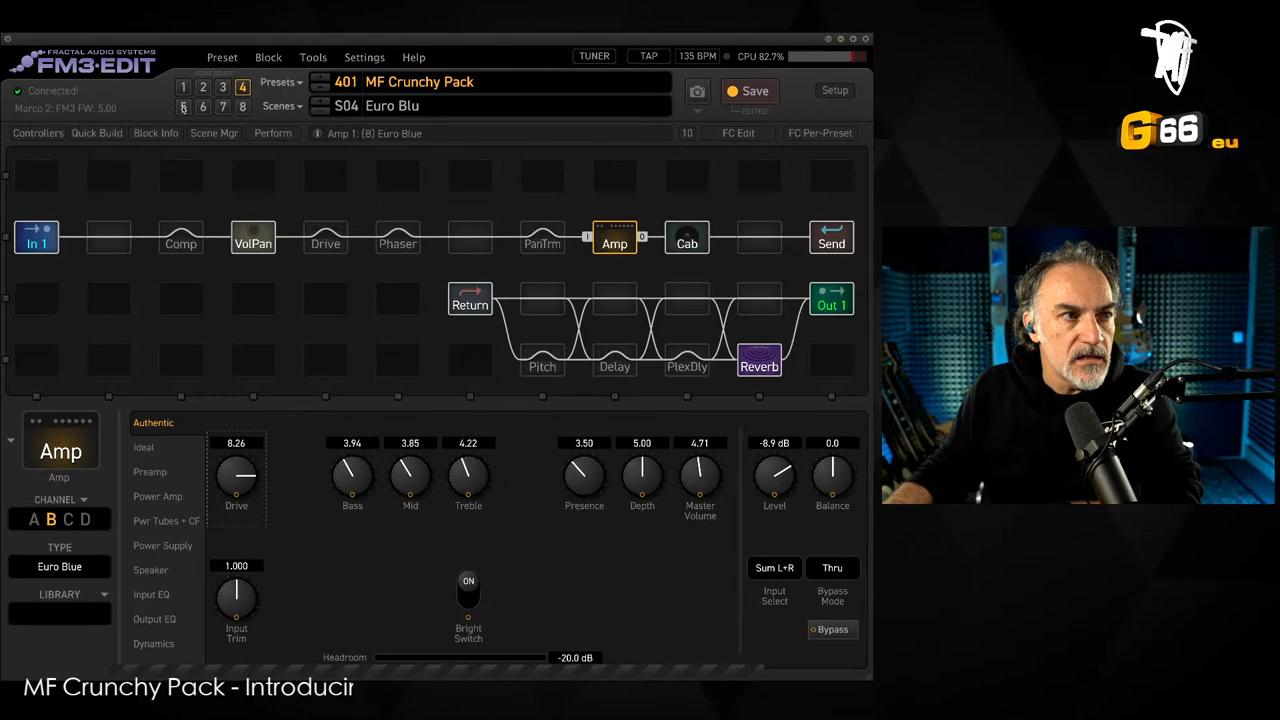 FRACTAL AUDIO SYSTEMS
FM3-EDIT
Preset Block Tools Settings Help
TUNER TAP 135 BPM CPU 82.7%
SCENE SELECT
1 2 3 4
5 6 7 8
Connected!
Marco 2: FM3 FW: 5.00
Presets 401 MF Crunchy Pack
Scenes S04 Euro Blu
Save
EDITED
Setup
Controllers Quick Build Block Info Scene Mgr Perform
Amp 1: (B) Euro Blue
10 FC Edit FC Per-Preset
In 1 Comp VolPan Drive Phaser PanTrm I Amp O Cab Send
Return Out 1
Pitch Delay PlexDly Reverb
Amp
Amp
CHANNEL
A B C D
TYPE
Euro Blue
LIBRARY
Authentic
Ideal
Preamp
Power Amp
Pwr Tubes + CF
Power Supply
Speaker
Input EQ
Output EQ
Dynamics
8.26 3.94 3.85 4.22 3.50 5.00 4.71 -8.9 dB 0.0
Drive Bass Mid Treble Presence Depth Master Volume Level Balance
1.000
Input Trim
ON
Bright Switch
Sum L+R Thru
Input Select Bypass Mode
Bypass
Headroom -20.0 dB
MF Crunchy Pack - Introducir
G66
eu